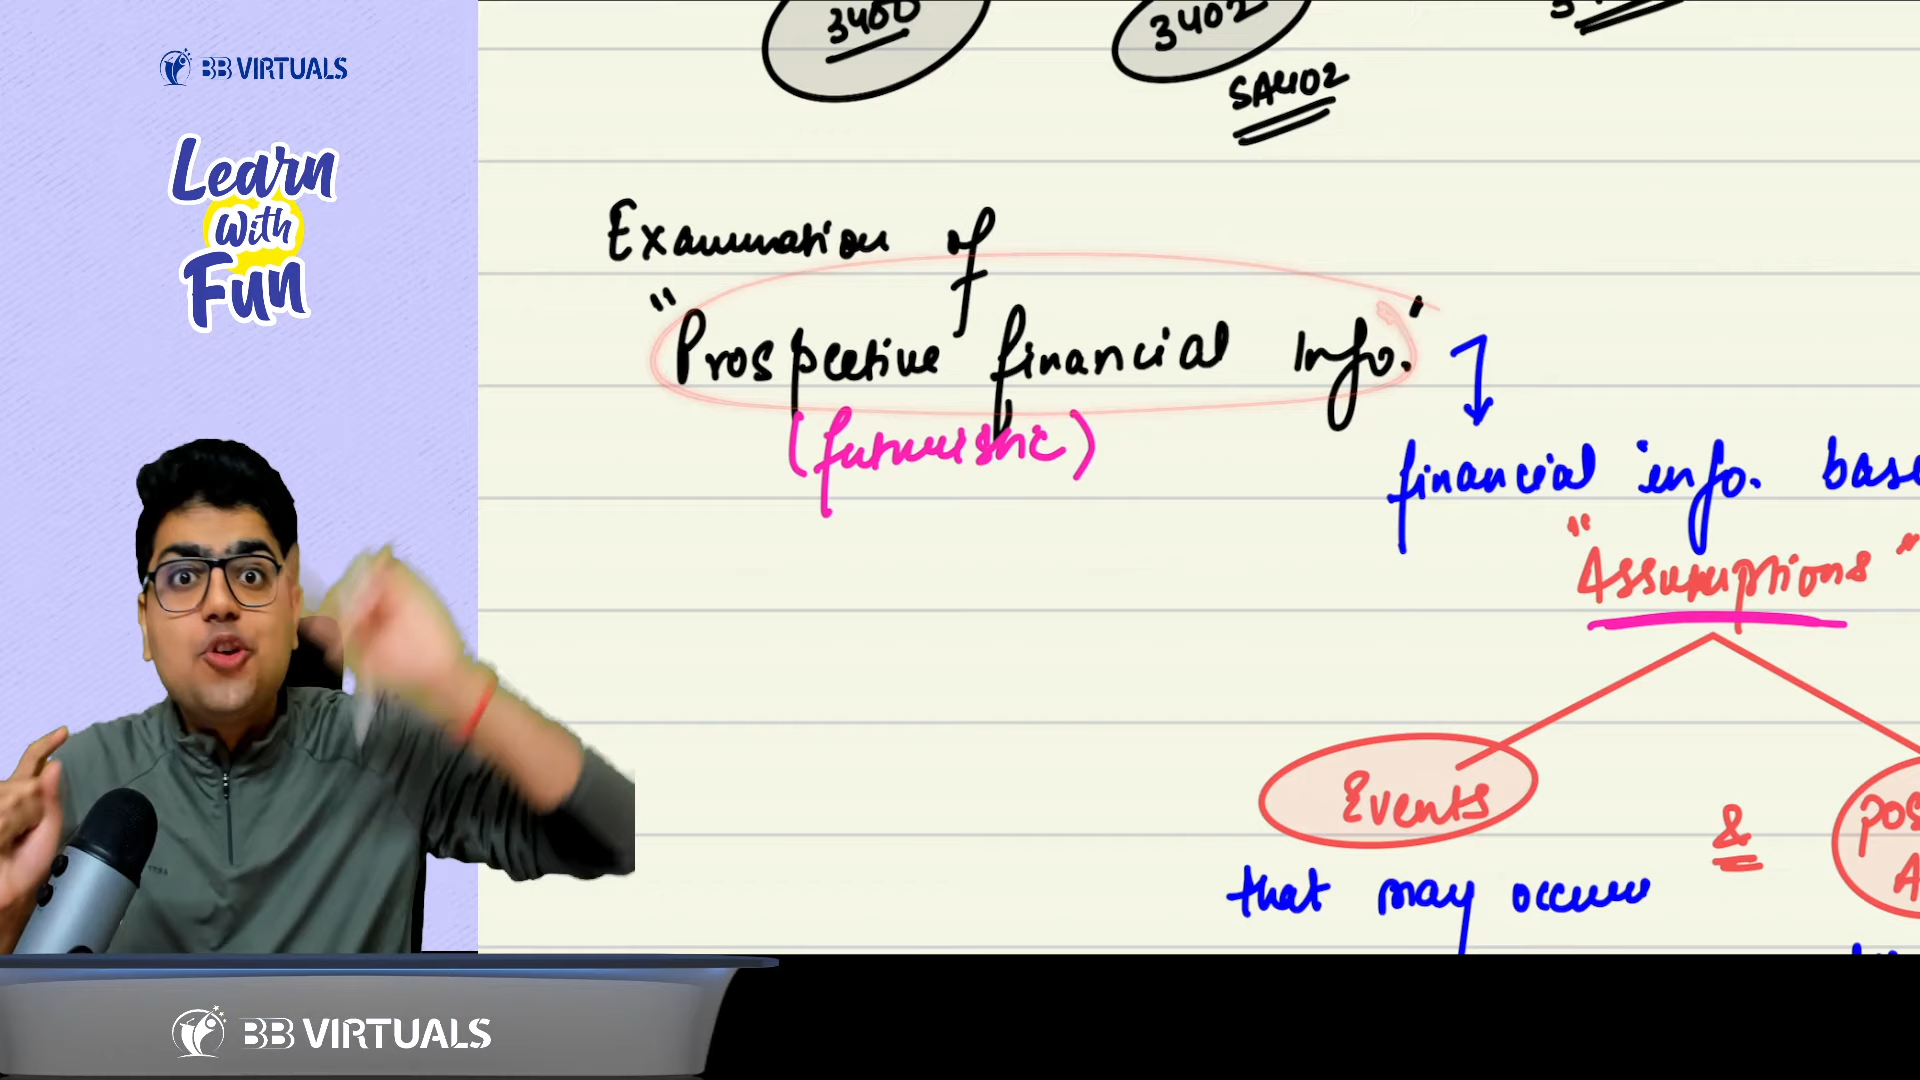 BB VIRTUALS
Learn
with
Fun
3400
3402
SA402
Examination of
"Prospective financial Info."
(futuristic)
financial info. base
"Assumptions"
Events
&
pos
A
that may occur
BB VIRTUALS